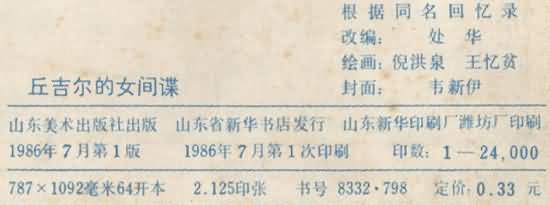 根据同名回忆录
改编：处华
绘画：倪洪泉 王忆贫
丘吉尔的女间谍
封面：韦新伊
山东美术出版社出版 山东省新华书店发行 山东新华印刷厂潍坊厂印刷
1986年7月第1版 1986年7月第1次印刷 印数：1—24,000
787×1092毫米64开本 2.125印张 书号 8332·798 定价：0.33 元